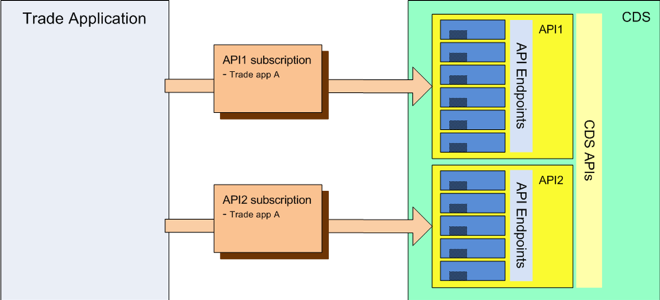 Trade Application
API1 subscription
- Trade app A
API2 subscription
- Trade app A
CDS
API1
API Endpoints
API2
API Endpoints
CDS APIs